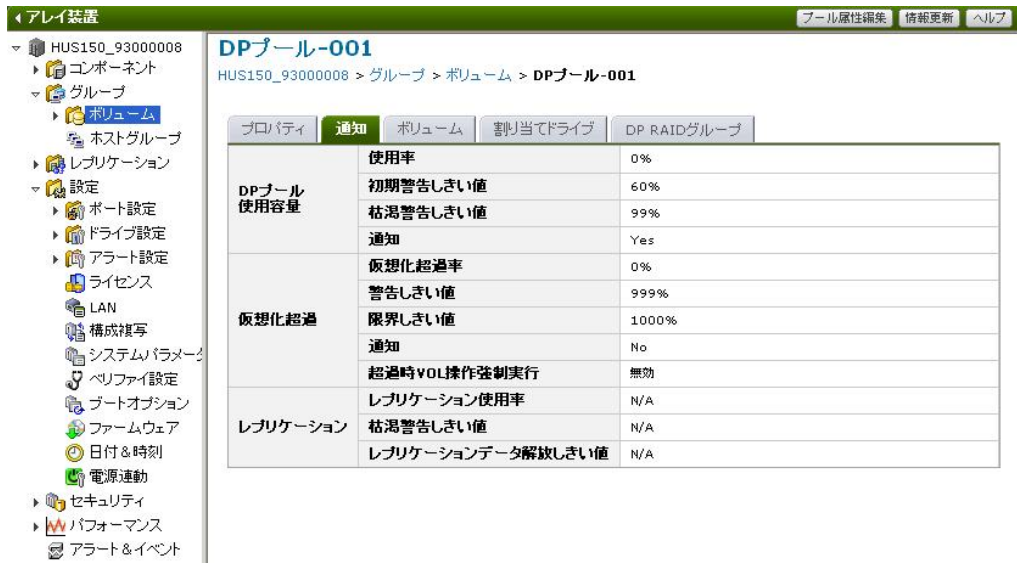 アレイ装置
プール属性編集 情報更新 ヘルプ
HUS150_93000008
コンポーネント
グループ
ボリューム
ホストグループ
レプリケーション
設定
ポート設定
ドライブ設定
アラート設定
ライセンス
LAN
構成複写
システムパラメータ
ベリファイ設定
ブートオプション
ファームウェア
日付&時刻
電源連動
セキュリティ
パフォーマンス
アラート&イベント
DPプール-001
HUS150_93000008 > グループ > ボリューム > DPプール-001
プロパティ 通知 ボリューム 割り当てドライブ DP RAIDグループ
DPプール
使用容量
使用率 0%
初期警告しきい値 60%
枯渇警告しきい値 99%
通知 Yes
仮想化超過
仮想化超過率 0%
警告しきい値 999%
限界しきい値 1000%
通知 No
超過時VOL操作強制実行 無効
レプリケーション
レプリケーション使用率 N/A
枯渇警告しきい値 N/A
レプリケーションデータ解放しきい値 N/A